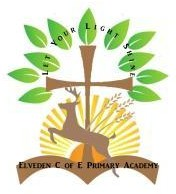 Let Your Light Shine
Elveden C of E Primary Academy